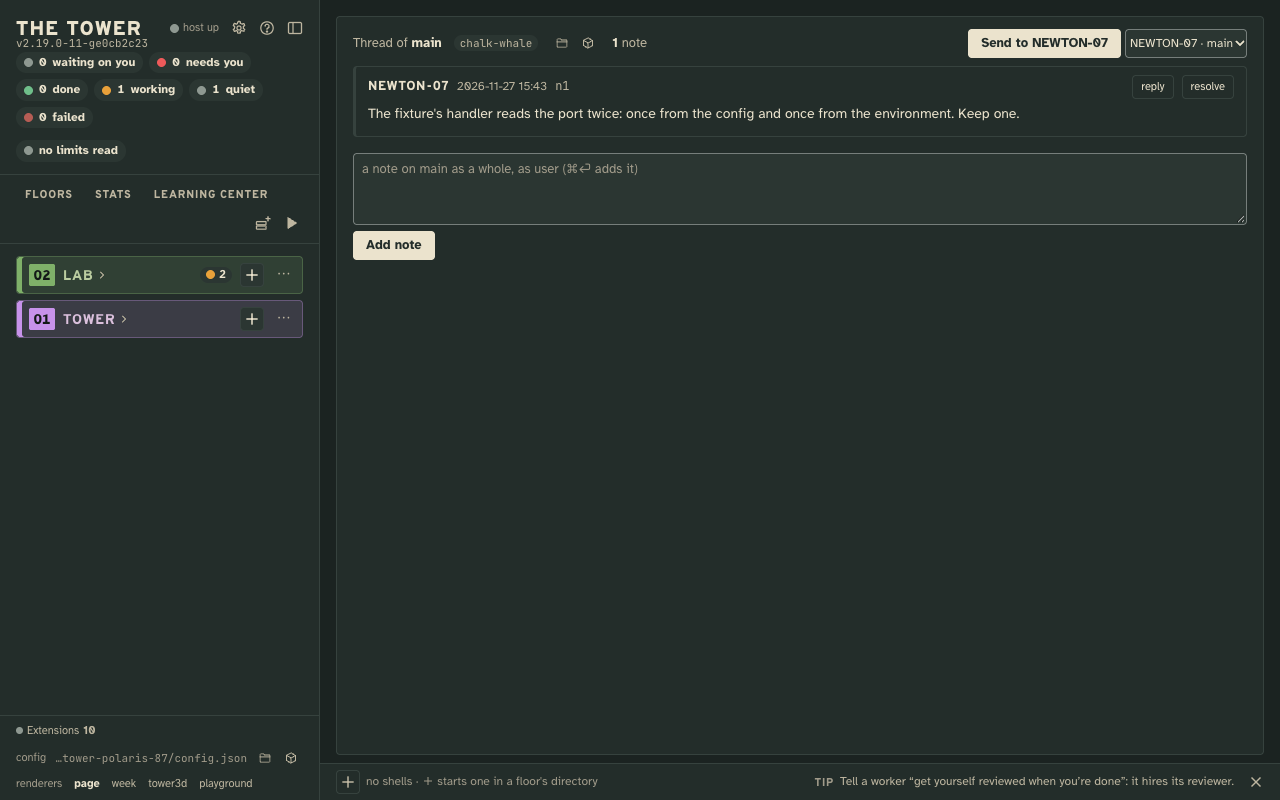 THE TOWER
host up
v2.19.0-11-ge0cb2c23
0 waiting on you
0 needs you
0 done
1 working
1 quiet
0 failed
no limits read
FLOORS
STATS
LEARNING CENTER
02 LAB
2
01 TOWER
Extensions 10
config …tower-polaris-87/config.json
renderers page week tower3d playground
Thread of main chalk-whale 1 note
Send to NEWTON-07
NEWTON-07 · main
NEWTON-07 2026-11-27 15:43 n1
reply
resolve
The fixture's handler reads the port twice: once from the config and once from the environment. Keep one.
a note on main as a whole, as user (⌘⏎ adds it)
Add note
no shells · + starts one in a floor's directory
TIP Tell a worker “get yourself reviewed when you're done”: it hires its reviewer.